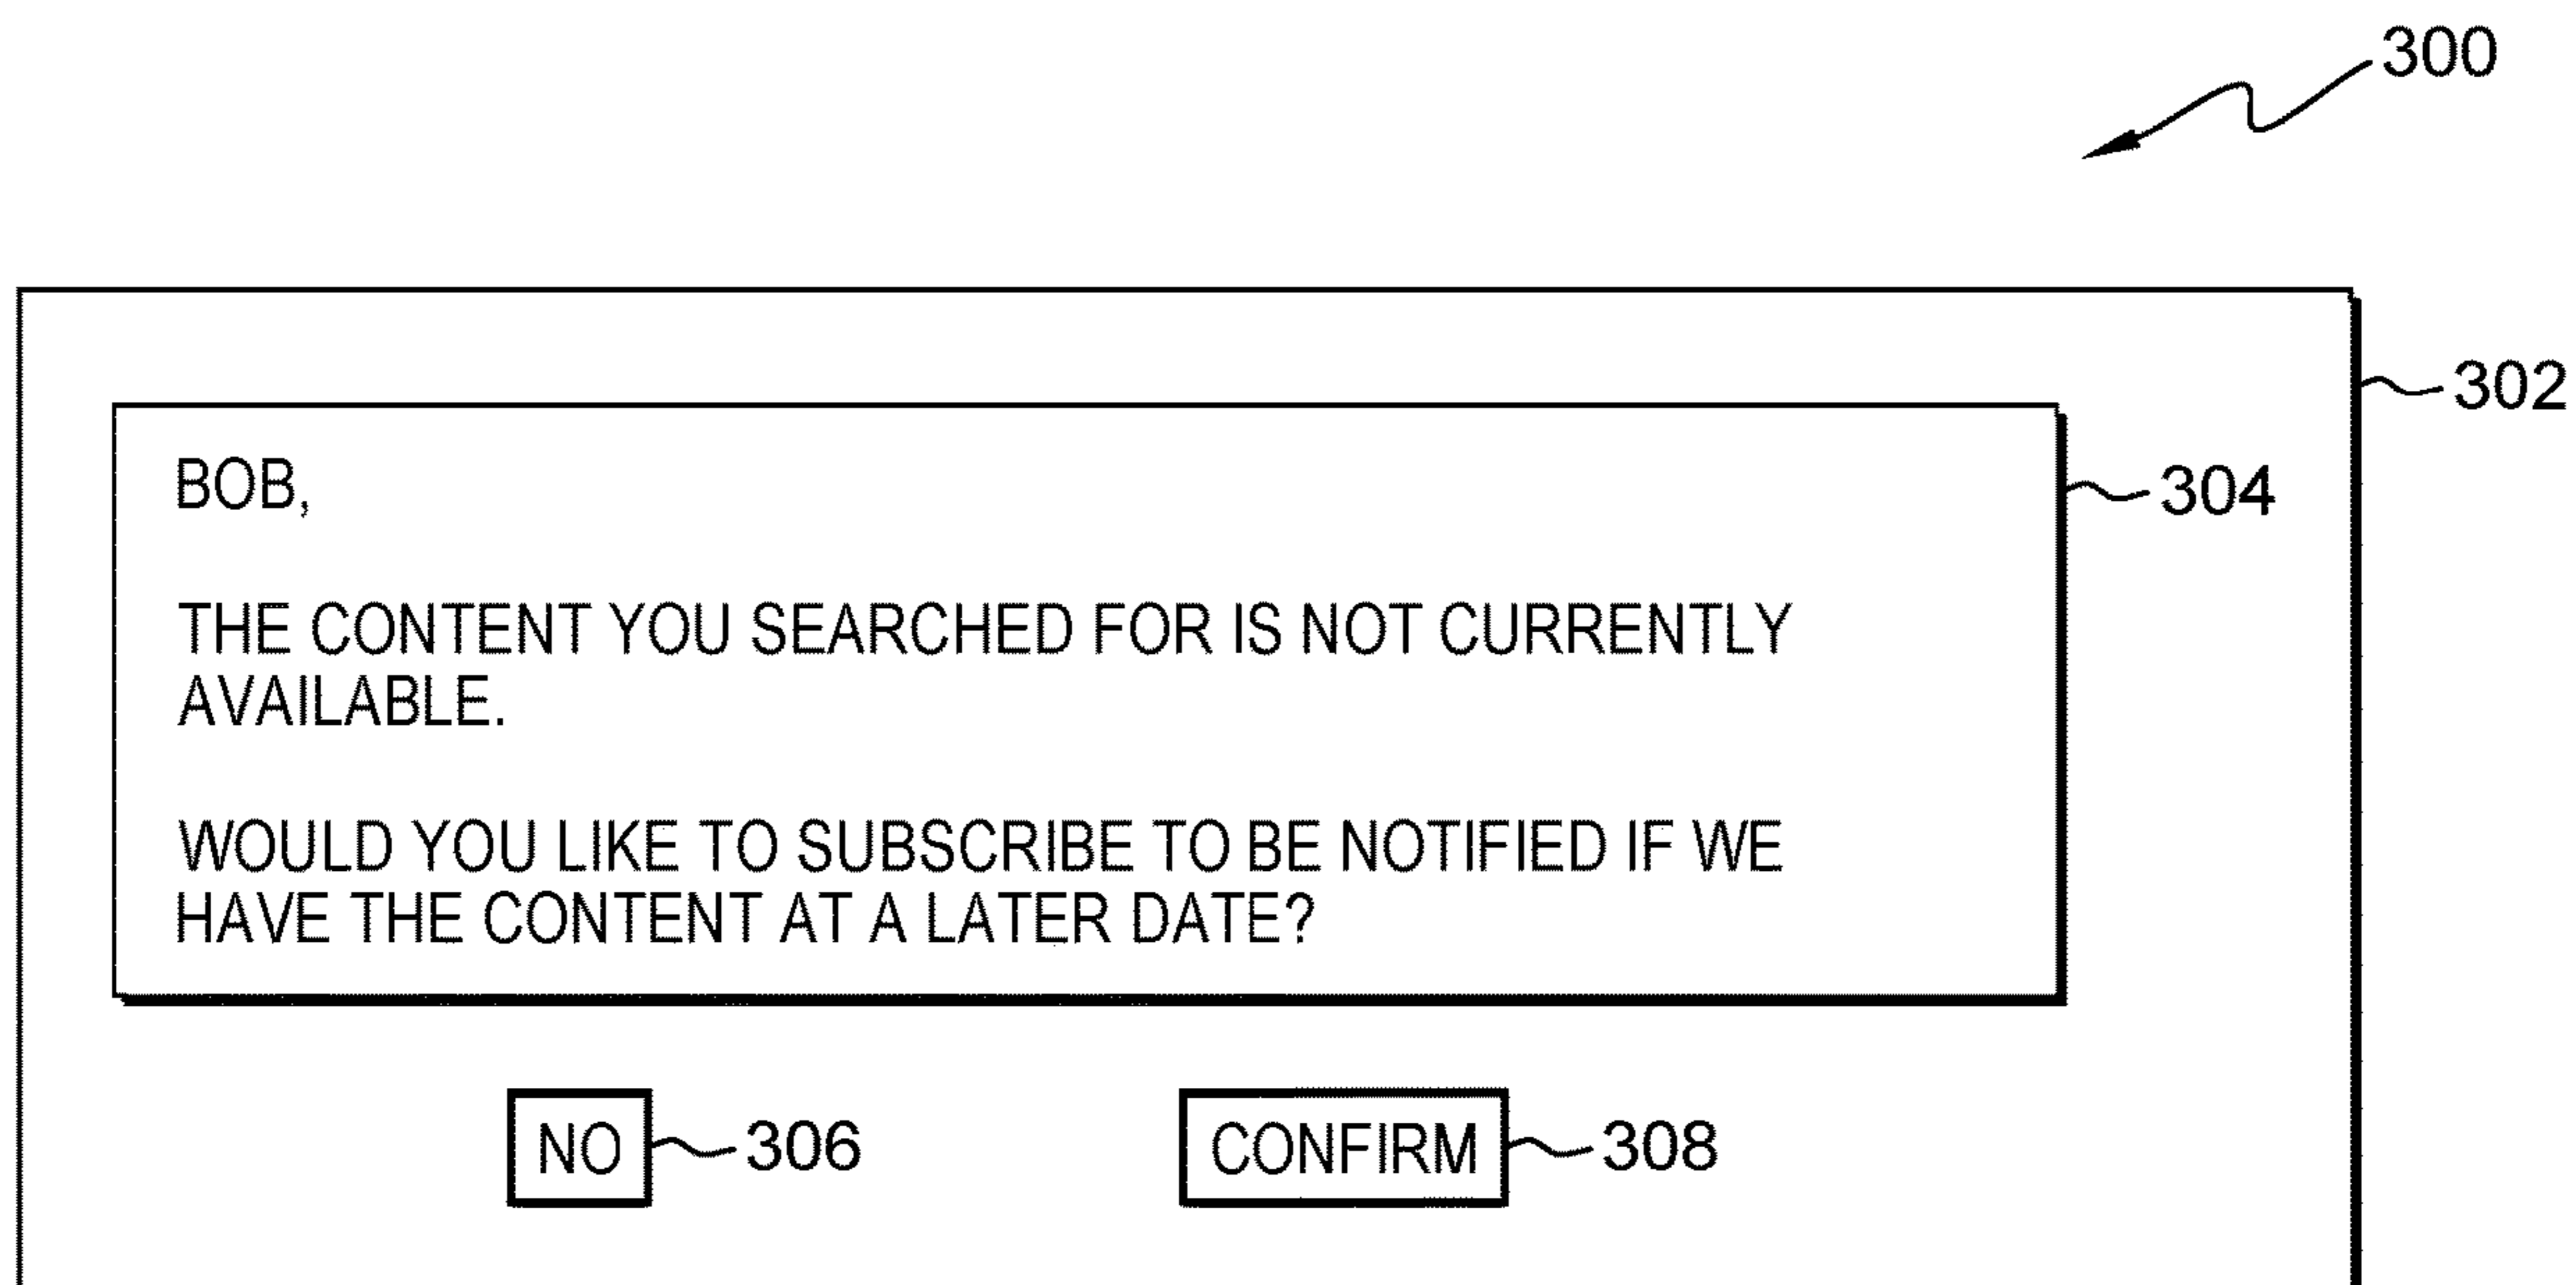 300
302
BOB,
304
THE CONTENT YOU SEARCHED FOR IS NOT CURRENTLY
AVAILABLE.
WOULD YOU LIKE TO SUBSCRIBE TO BE NOTIFIED IF WE
HAVE THE CONTENT AT A LATER DATE?
NO 306 CONFIRM 308